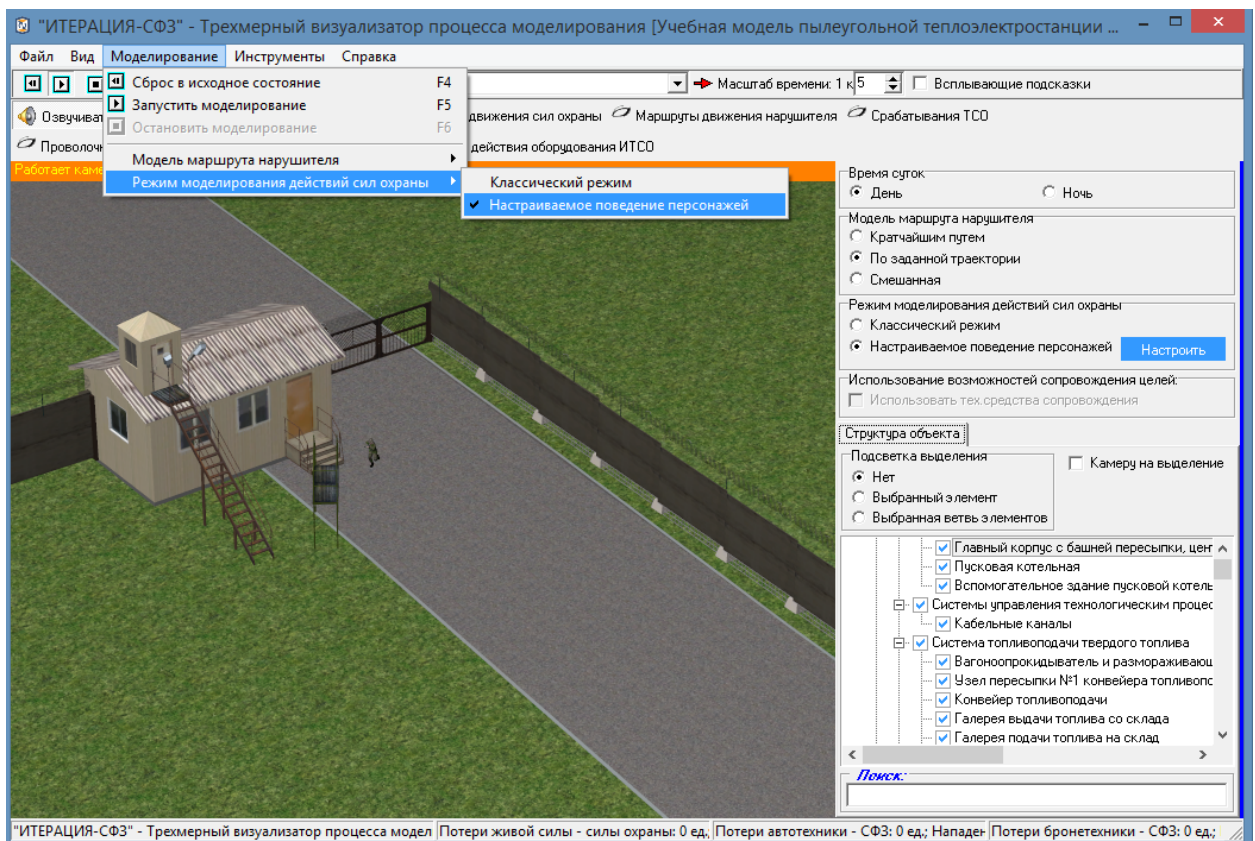 "ИТЕРАЦИЯ-СФЗ" - Трехмерный визуализатор процесса моделирования [Учебная модель пылеугольной теплоэлектростанции ...
Файл Вид Моделирование Инструменты Справка
Масштаб времени: 1 к 5 Всплывающие подсказки
Сброс в исходное состояние F4
Запустить моделирование F5
Остановить моделирование F6
Модель маршрута нарушителя
Режим моделирования действий сил охраны
Классический режим
Настраиваемое поведение персонажей
Озвучиват движения сил охраны Маршруты движения нарушителя Срабатывания ТСО
Проволочн действия оборудования ИТСО
Работает каме
Время суток
День Ночь
Модель маршрута нарушителя
Кратчайшим путем
По заданной траектории
Смешанная
Режим моделирования действий сил охраны
Классический режим
Настраиваемое поведение персонажей Настроить
Использование возможностей сопровождения целей:
Использовать тех.средства сопровождения
Структура объекта
Подсветка выделения
Камеру на выделение
Нет
Выбранный элемент
Выбранная ветвь элементов
Главный корпус с башней пересыпки, цент
Пусковая котельная
Вспомогательное здание пусковой котель
Системы управления технологическим процес
Кабельные каналы
Система топливоподачи твердого топлива
Вагоноопрокидыватель и размораживающ
Узел пересыпки №1 конвейера топливопс
Конвейер топливоподачи
Галерея выдачи топлива со склада
Галерея подачи топлива на склад
Поиск:
"ИТЕРАЦИЯ-СФЗ" - Трехмерный визуализатор процесса модел Потери живой силы - силы охраны: 0 ед.; Потери автотехники - СФЗ: 0 ед.; Нападен Потери бронетехники - СФЗ: 0 ед.;